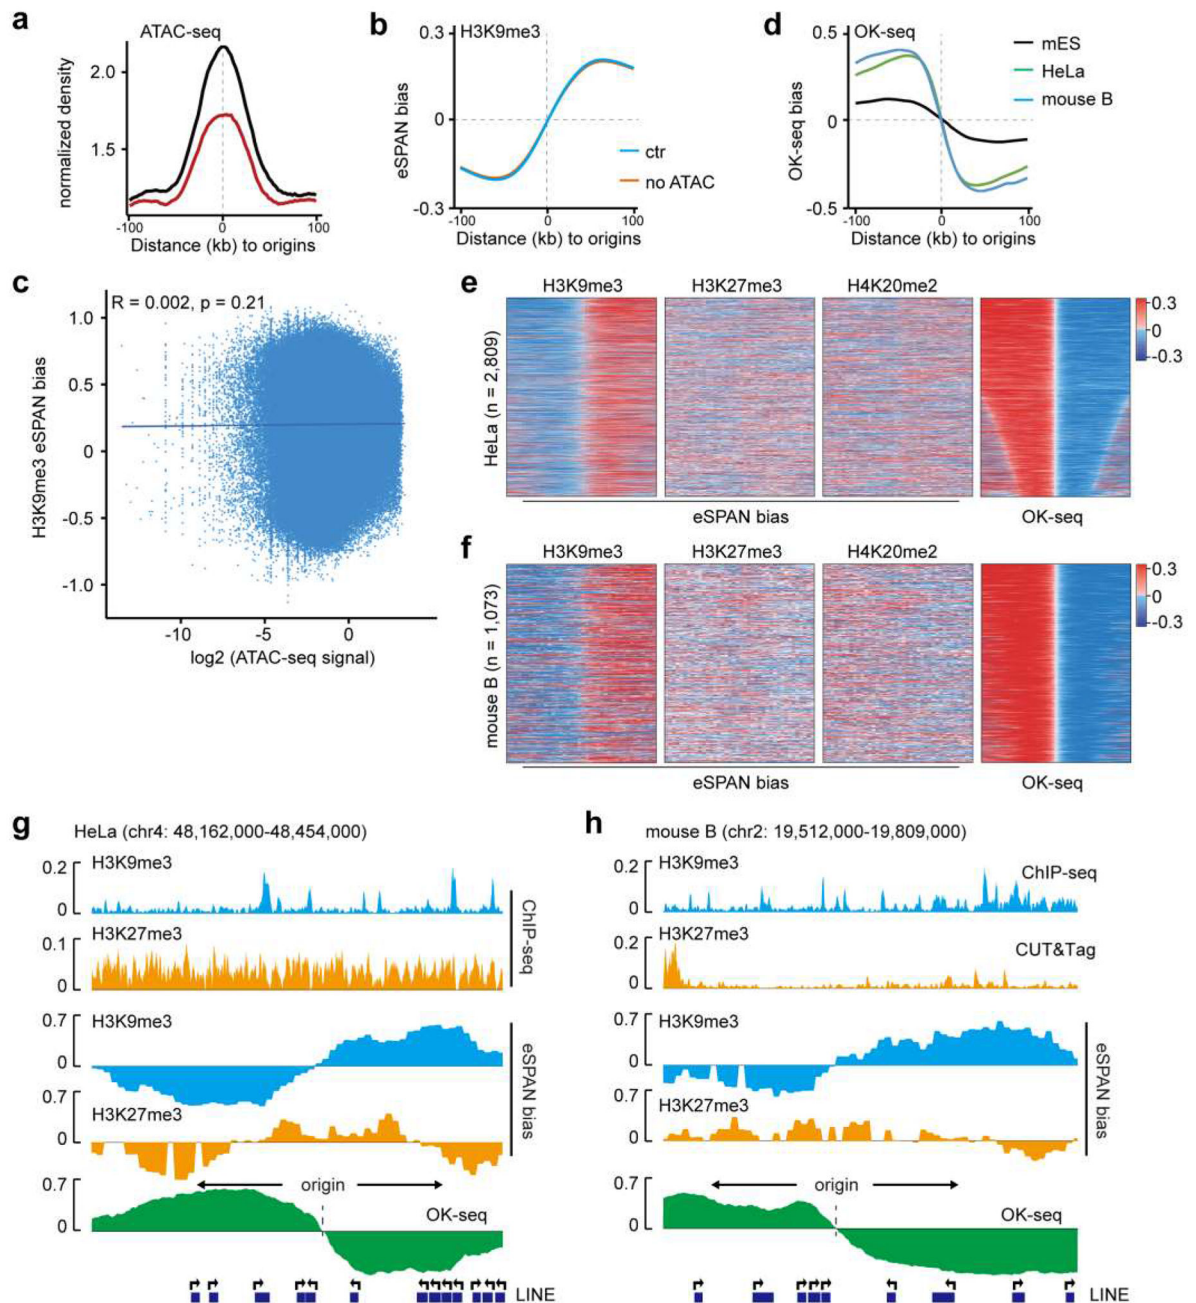 a
ATAC-seq
normalized density
2.0
1.5
-100
0
100
Distance (kb) to origins
b
H3K9me3
eSPAN bias
0.3
0
-0.3
ctr
no ATAC
-100
0
100
Distance (kb) to origins
d
OK-seq
OK-seq bias
0.5
0
-0.5
mES
HeLa
mouse B
-100
0
100
Distance (kb) to origins
c
R = 0.002, p = 0.21
H3K9me3 eSPAN bias
1.0
0.5
0
-0.5
-1.0
-10
-5
0
log2 (ATAC-seq signal)
e
H3K9me3
H3K27me3
H4K20me2
HeLa (n = 2,809)
0.3
0
-0.3
eSPAN bias
OK-seq
f
H3K9me3
H3K27me3
H4K20me2
mouse B (n = 1,073)
0.3
0
-0.3
eSPAN bias
OK-seq
g
HeLa (chr4: 48,162,000-48,454,000)
0.2
H3K9me3
0
0.1
H3K27me3
0
ChIP-seq
0.7
H3K9me3
0
0.7
H3K27me3
0
eSPAN bias
0.7
origin
0
OK-seq
LINE
h
mouse B (chr2: 19,512,000-19,809,000)
0.2
H3K9me3
ChIP-seq
0
0.2
H3K27me3
CUT&Tag
0
0.7
H3K9me3
0
0.7
H3K27me3
0
eSPAN bias
0.7
origin
0
OK-seq
LINE